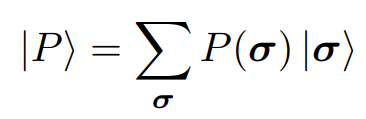 |P⟩ = ∑_𝝈 P(𝝈) |𝝈⟩